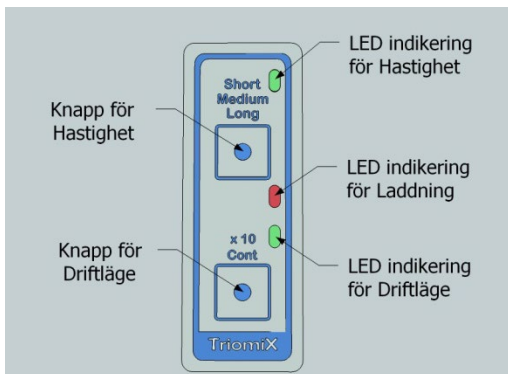 LED indikering
för Hastighet
Short
Medium
Long
Knapp för
Hastighet
LED indikering
för Laddning
x 10
Cont
Knapp för
Driftläge
LED indikering
för Driftläge
TriomiX